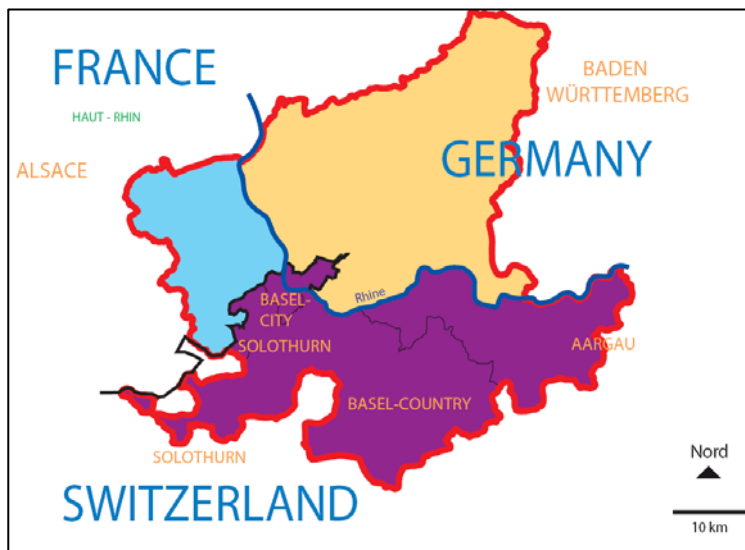 FRANCE
BADEN
WÜRTTEMBERG
HAUT - RHIN
GERMANY
ALSACE
Rhine
BASEL-
CITY
SOLOTHURN
AARGAU
BASEL-COUNTRY
SOLOTHURN
Nord
SWITZERLAND
10 km